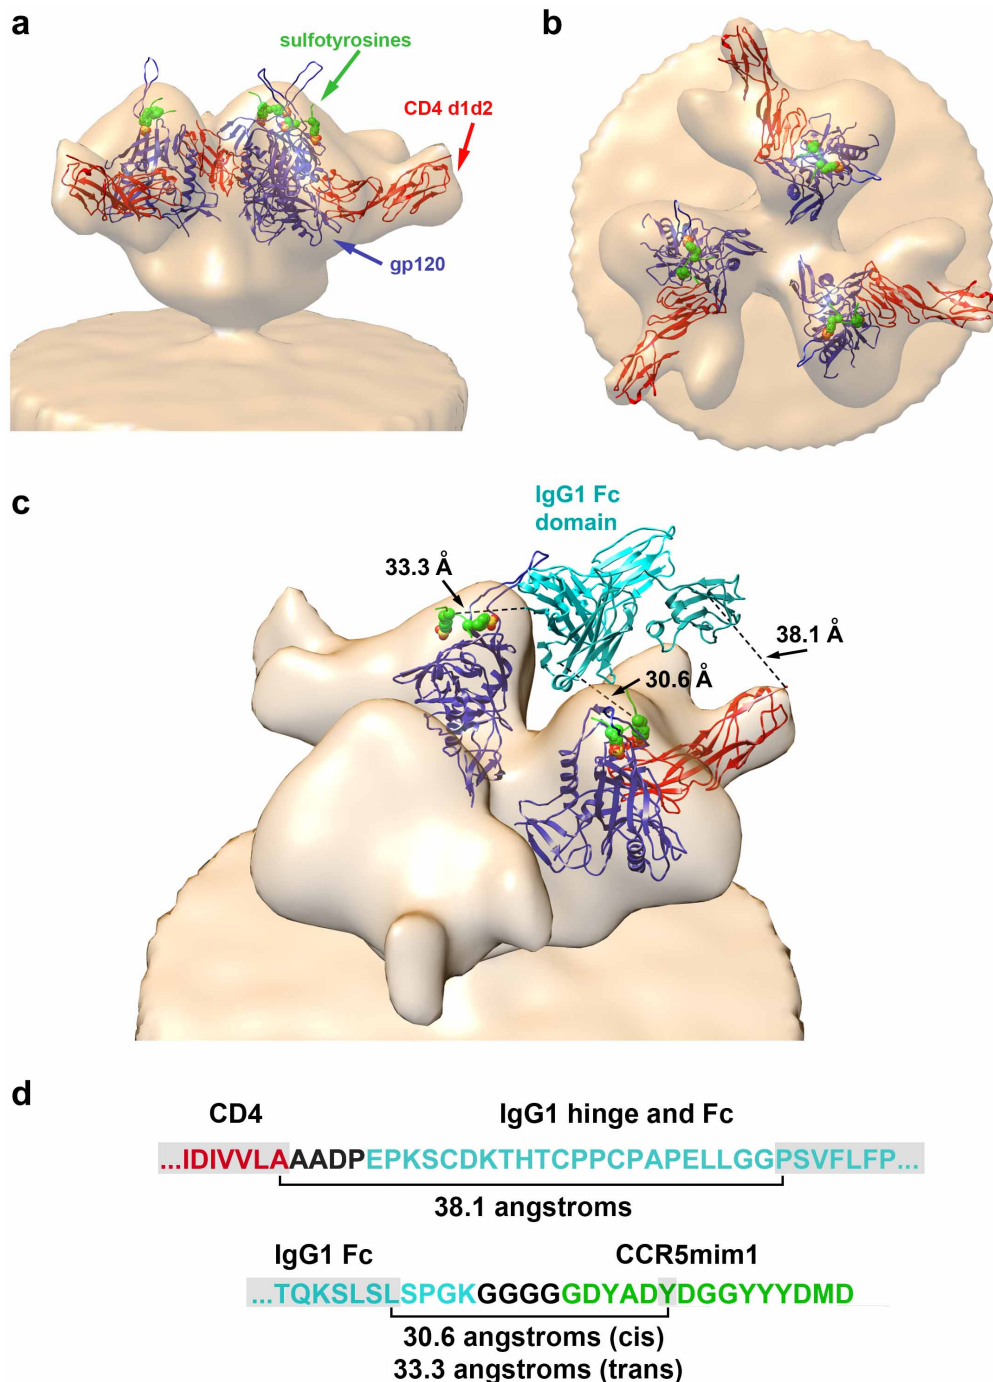 a
b
sulfotyrosines
CD4 d1d2
gp120
c
IgG1 Fc
domain
33.3 Å
38.1 Å
30.6 Å
d
CD4
IgG1 hinge and Fc
...IDIVVLAAADPEPKSCDKTHTCPPCPAPELLGGPSVFLFP...
38.1 angstroms
IgG1 Fc
CCR5mim1
...TQKSLSLSPGKGGGGGDYADYDGGYYYDMD
30.6 angstroms (cis)
33.3 angstroms (trans)